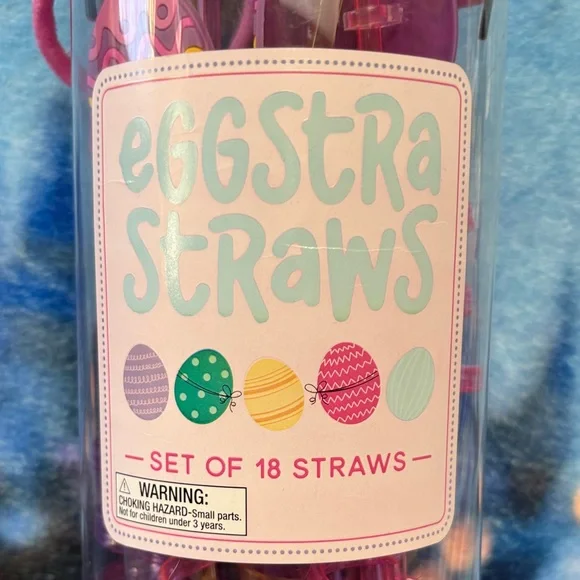 eGGStRa
StRawS
SET OF 18 STRAWS
WARNING:
CHOKING HAZARD-Small parts.
Not for children under 3 years.